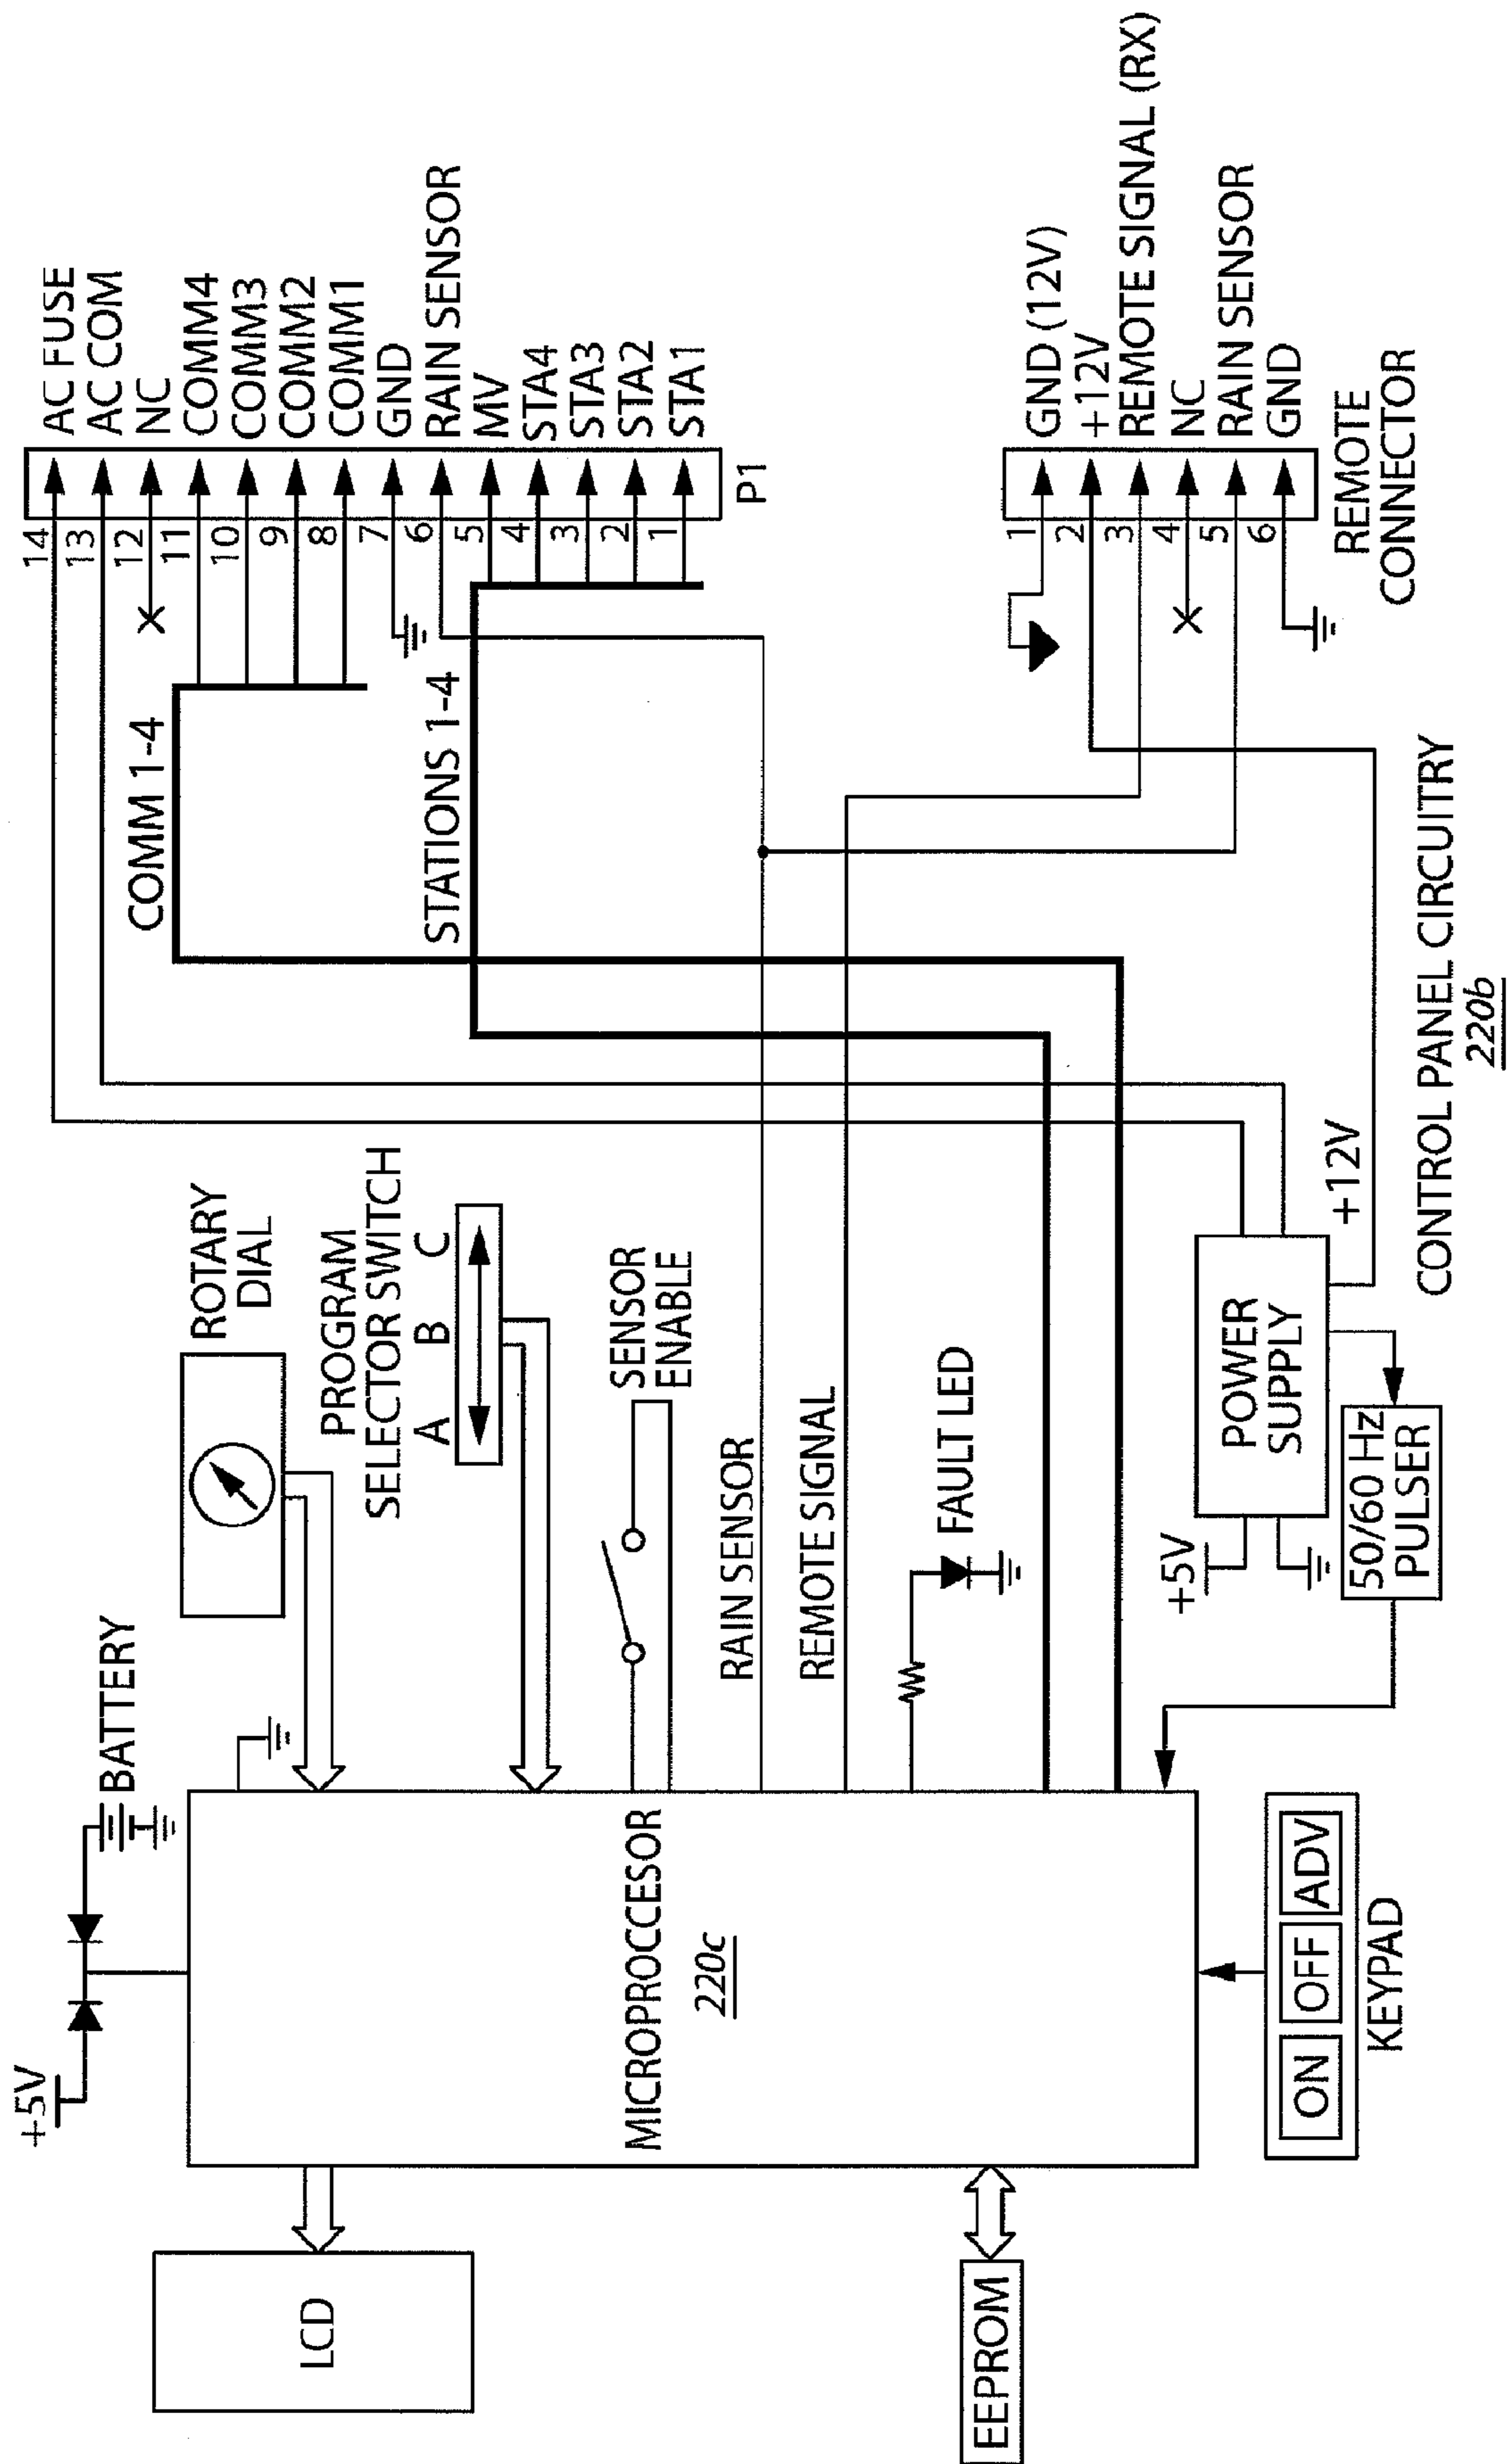 +5V
BATTERY
ROTARY
DIAL
PROGRAM
SELECTOR SWITCH
A B C
SENSOR
ENABLE
LCD
MICROPROCCESOR
220c
EEPROM
RAIN SENSOR
REMOTE SIGNAL
FAULT LED
ON OFF ADV
KEYPAD
+5V
POWER
SUPPLY
+12V
50/60 Hz
PULSER
COMM 1-4
STATIONS 1-4
14 AC FUSE
13 AC COM
12 NC
11 COMM4
10 COMM3
9 COMM2
8 COMM1
7 GND
6 RAIN SENSOR
5 MV
4 STA4
3 STA3
2 STA2
1 STA1
P1
1 GND (12V)
2 +12V
3 REMOTE SIGNAL (RX)
4 NC
5 RAIN SENSOR
6 GND
REMOTE
CONNECTOR
CONTROL PANEL CIRCUITRY
220b